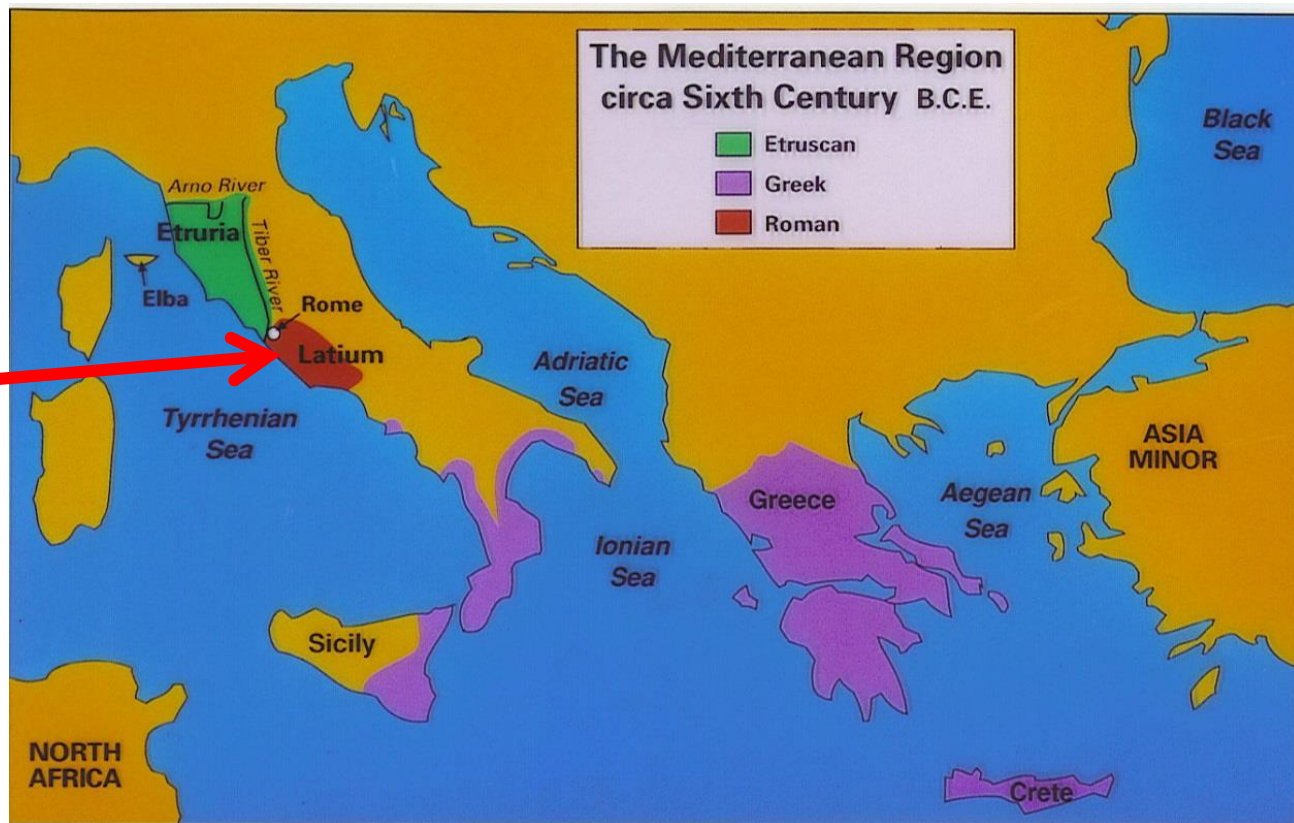 The Mediterranean Region
circa Sixth Century B.C.E.
Etruscan
Greek
Roman
Black
Sea
Arno River
Etruria
Tiber River
Elba
Rome
Latium
Adriatic
Sea
Tyrrhenian
Sea
ASIA
MINOR
Greece
Aegean
Sea
Ionian
Sea
Sicily
NORTH
AFRICA
Crete